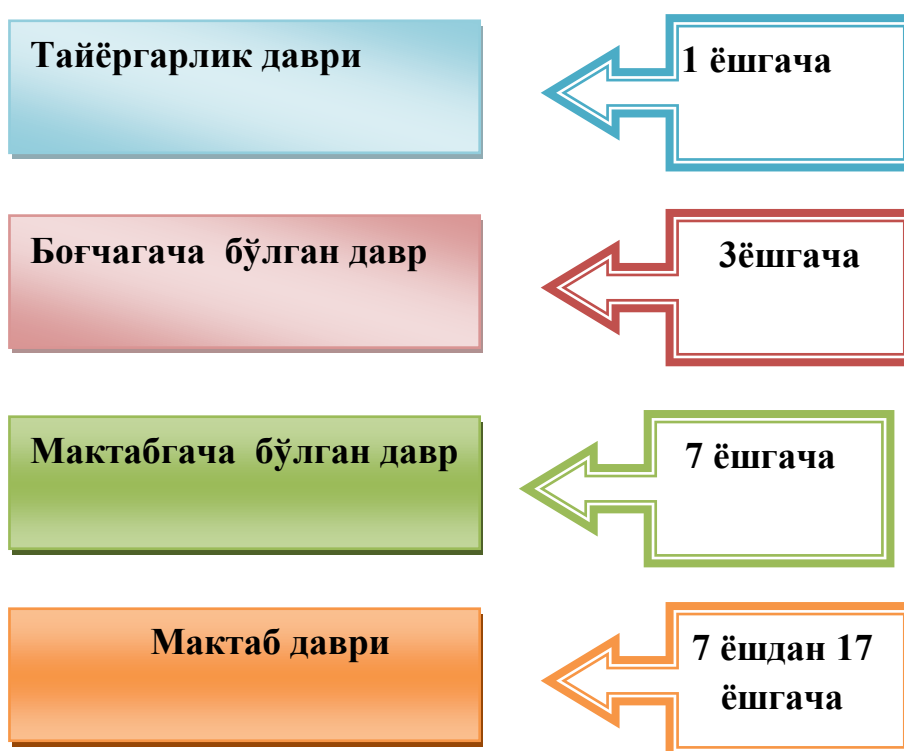 Тайёргарлик даври
1 ёшгача
Боғчагача бўлган давр
3ёшгача
Мактабгача бўлган давр
7 ёшгача
Мактаб даври
7 ёшдан 17
ёшгача